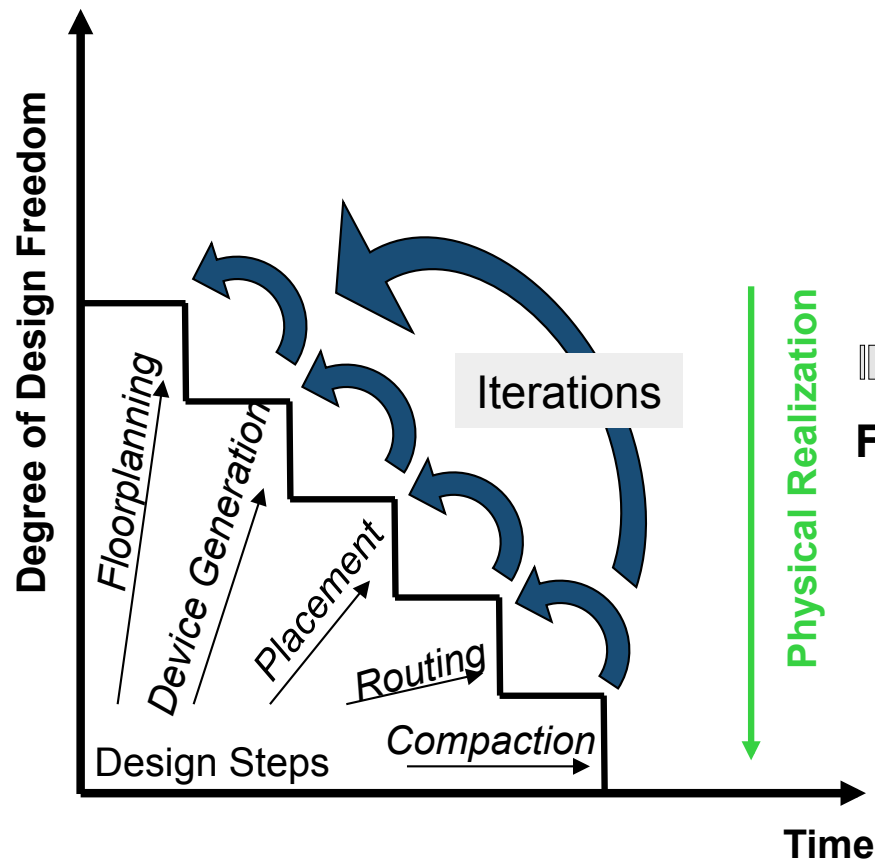 Degree of Design Freedom
Floorplanning
Device Generation
Placement
Routing
Compaction
Design Steps
Iterations
Physical Realization
F
Time